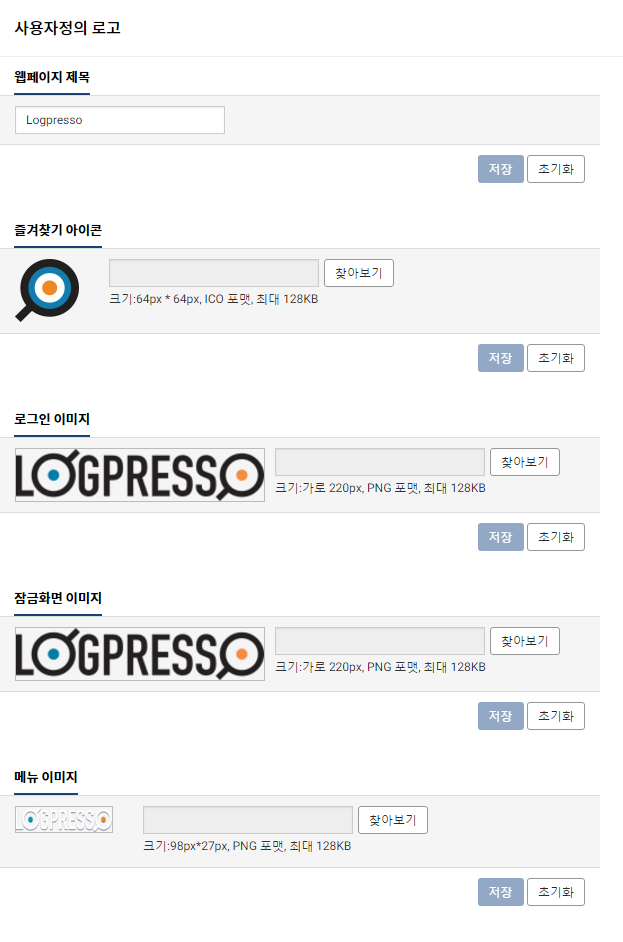 사용자정의 로고
웹페이지 제목
Logpresso
저장 초기화
즐겨찾기 아이콘
찾아보기
크기:64px * 64px, ICO 포맷, 최대 128KB
저장 초기화
로그인 이미지
LOGPRESSO 찾아보기
크기:가로 220px, PNG 포맷, 최대 128KB
저장 초기화
잠금화면 이미지
LOGPRESSO 찾아보기
크기:가로 220px, PNG 포맷, 최대 128KB
저장 초기화
메뉴 이미지
LOGPRESSO 찾아보기
크기:98px*27px, PNG 포맷, 최대 128KB
저장 초기화